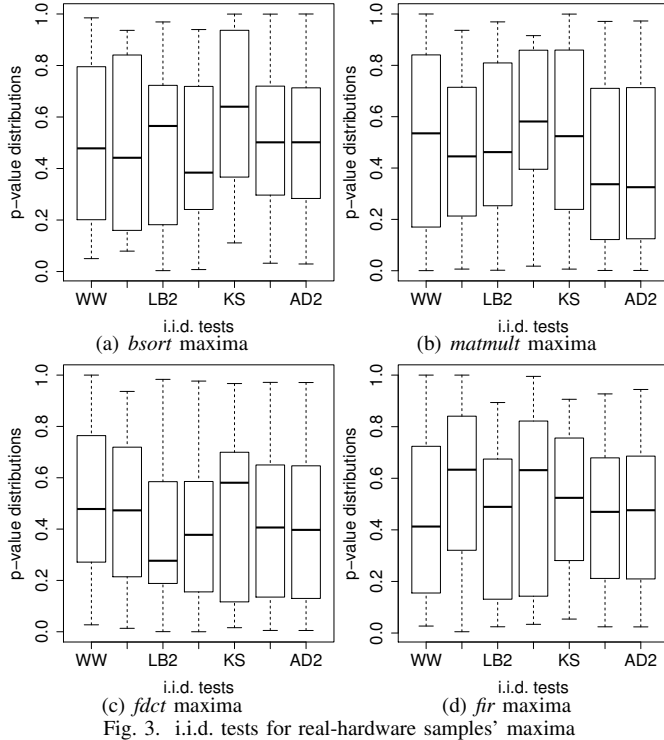 p−value distributions
1.0
0.8
0.6
0.4
0.2
0.0
WW LB2 KS AD2
i.i.d. tests
(a) bsort maxima
p−value distributions
1.0
0.8
0.6
0.4
0.2
0.0
WW LB2 KS AD2
i.i.d. tests
(b) matmult maxima
p−value distributions
1.0
0.8
0.6
0.4
0.2
0.0
WW LB2 KS AD2
i.i.d. tests
(c) fdct maxima
p−value distributions
1.0
0.8
0.6
0.4
0.2
0.0
WW LB2 KS AD2
i.i.d. tests
(d) fir maxima
Fig. 3. i.i.d. tests for real-hardware samples' maxima